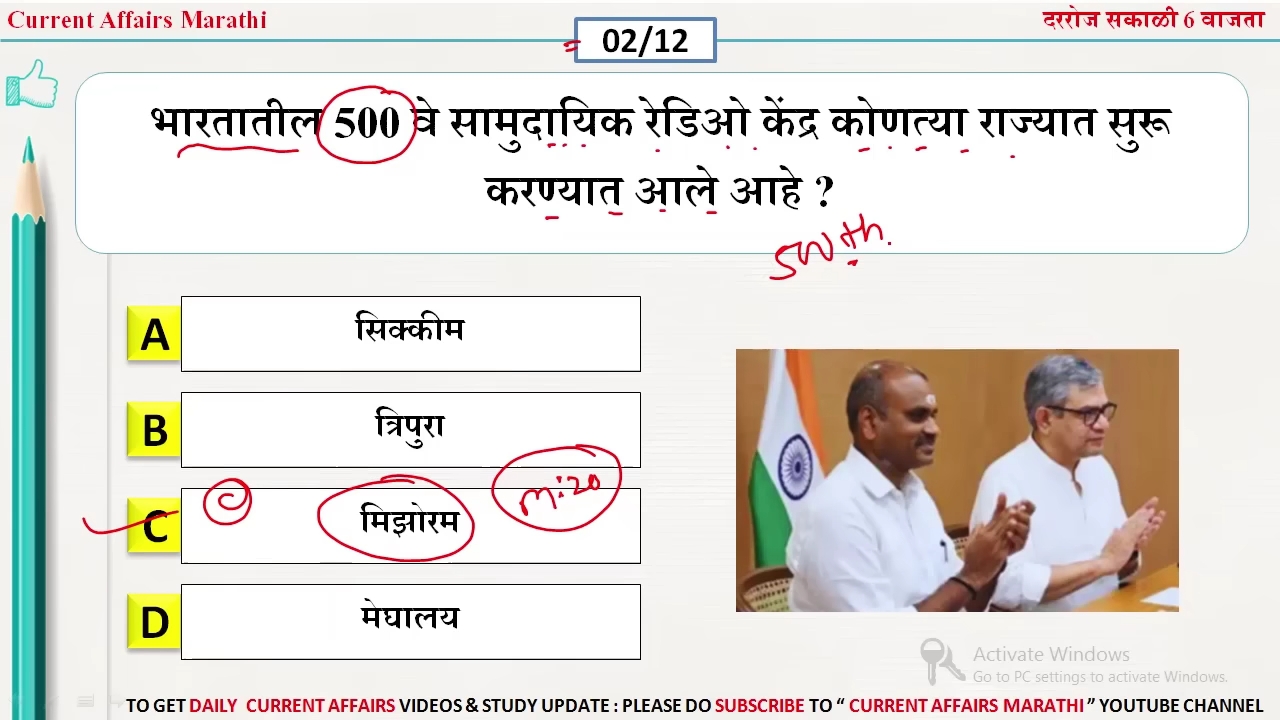 Current Affairs Marathi
दररोज सकाळी 6 वाजता
02/12
भारतातील 500 वे सामुदायिक रेडिओ केंद्र कोणत्या राज्यात सुरू
करण्यात आले आहे ?
500th.
A सिक्कीम
B त्रिपुरा
C C मिझोरम
D मेघालय
Activate Windows
Go to PC settings to activate Windows.
TO GET DAILY CURRENT AFFAIRS VIDEOS & STUDY UPDATE : PLEASE DO SUBSCRIBE TO “ CURRENT AFFAIRS MARATHI ” YOUTUBE CHANNEL